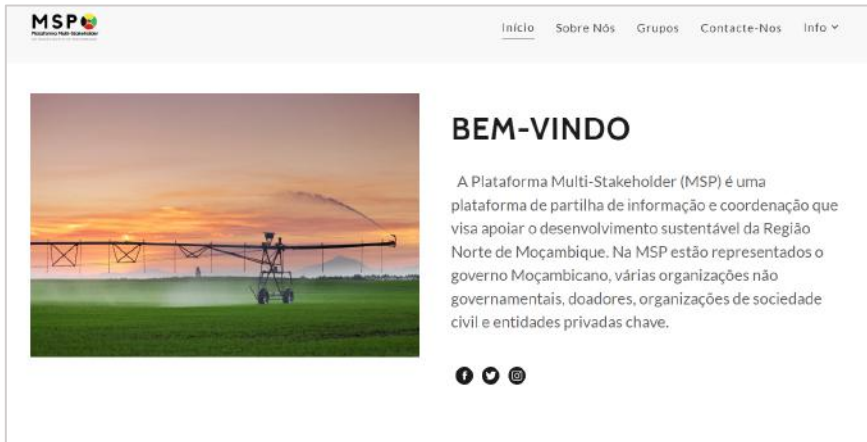 MSP
Plataforma Multi-Stakeholder
Início Sobre Nós Grupos Contacte-Nos Info
BEM-VINDO
A Plataforma Multi-Stakeholder (MSP) é uma
plataforma de partilha de informação e coordenação que
visa apoiar o desenvolvimento sustentável da Região
Norte de Moçambique. Na MSP estão representados o
governo Moçambicano, várias organizações não
governamentais, doadores, organizações de sociedade
civil e entidades privadas chave.